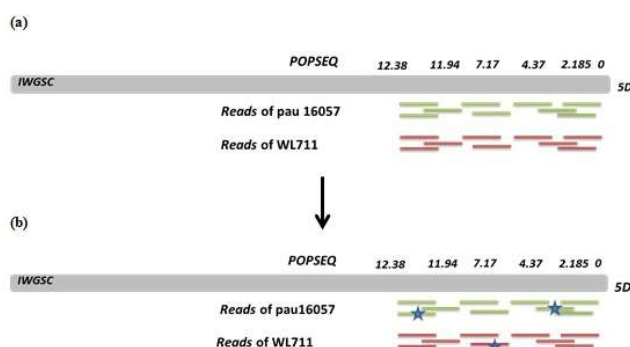 (a)
POPSEQ 12.38 11.94 7.17 4.37 2.185 0
IWGSC
5D
Reads of pau 16057
Reads of WL711
(b)
POPSEQ 12.38 11.94 7.17 4.37 2.185 0
IWGSC
5D
Reads of pau16057
Reads of WL711